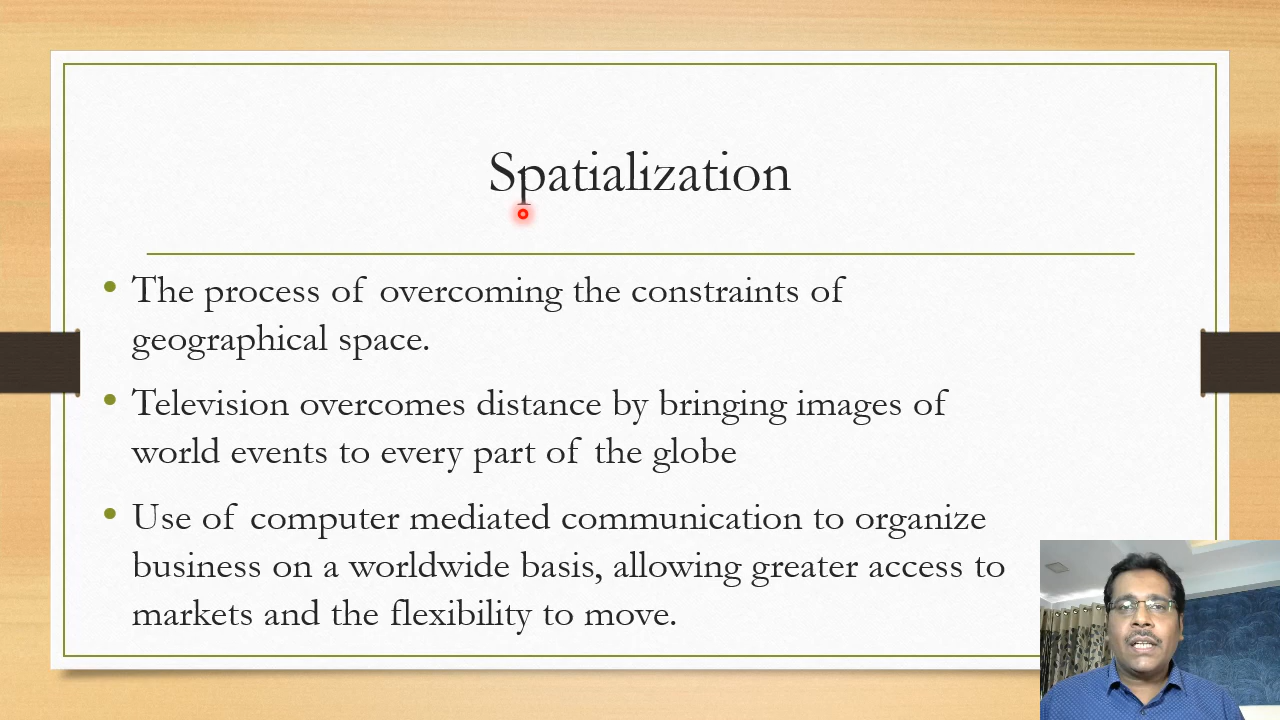 Spatialization
• The process of overcoming the constraints of
geographical space.
• Television overcomes distance by bringing images of
world events to every part of the globe
• Use of computer mediated communication to organize
business on a worldwide basis, allowing greater access to
markets and the flexibility to move.